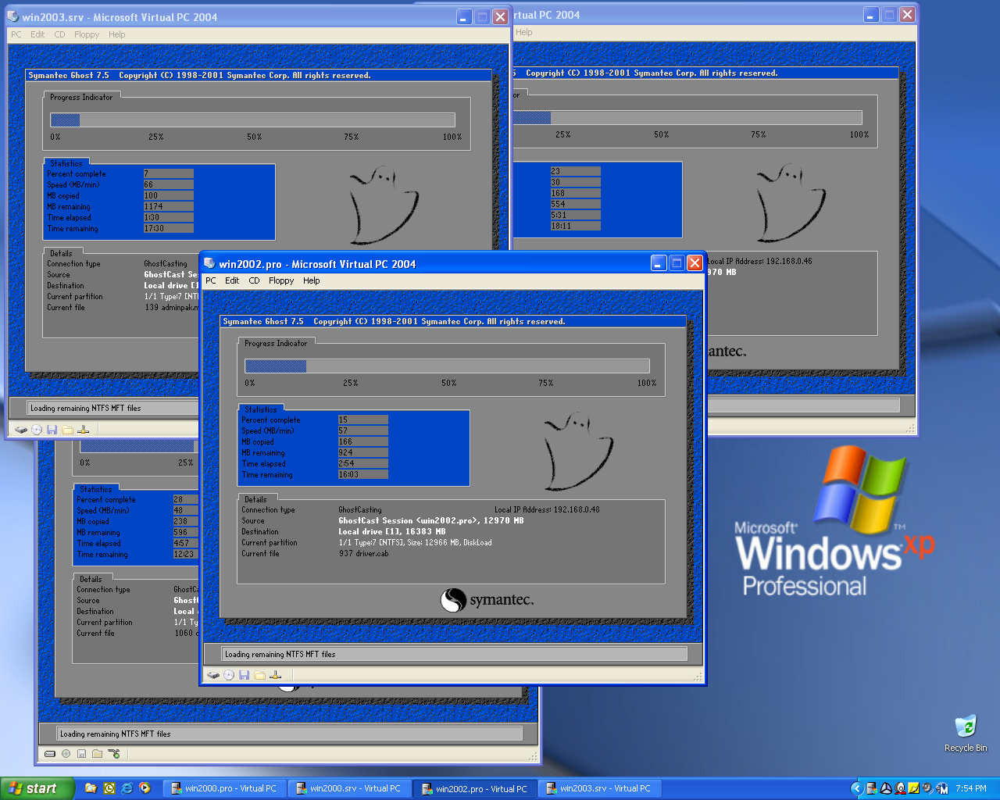 win2003.srv - Microsoft Virtual PC 2004
PC Edit CD Floppy Help
Symantec Ghost 7.5 Copyright (C) 1998-2001 Symantec Corp. All rights reserved.
Progress Indicator
0% 25% 50% 75% 100%
Statistics
Percent complete 7
Speed (MB/min) 66
MB copied 100
MB remaining 1174
Time elapsed 1:30
Time remaining 17:30
Details
Connection type GhostCasting
Source GhostCast
Destination Local drive [1]
Current partition 1/1 Type:7
Current file 139
Loading remaining NTFS MFT files
PC 2004
Help
Copyright (C) 1998-2001 Symantec Corp. All rights reserved.
25% 50% 75% 100%
23
30
168
554
5:31
18:11
Local IP Address: 192.168.0.46
970 MB
win2002.pro - Microsoft Virtual PC 2004
PC Edit CD Floppy Help
Symantec Ghost 7.5 Copyright (C) 1998-2001 Symantec Corp. All rights reserved.
Progress Indicator
0% 25% 50% 75% 100%
Statistics
Percent complete 15
Speed (MB/min) 57
MB copied 166
MB remaining 924
Time elapsed 2:54
Time remaining 16:03
Details
Connection type GhostCasting Local IP Address: 192.168.0.48
Source GhostCast Session <win2002.pro>, 12970 MB
Destination Local drive [1], 16383 MB
Current partition 1/1 Type:7 [NTFS], Size: 12966 MB, DiskLoad
Current file 937 driver.cab
symantec.
Loading remaining NTFS MFT files
0% 25%
Statistics
Percent complete 28
Speed (MB/min) 48
MB copied 238
MB remaining 596
Time elapsed 4:57
Time remaining 12:23
Details
Connection type
Source
Destination Local
Current partition 1/1
Current file 1060
Loading remaining NTFS MFT files
Microsoft®
Windows xp
Professional
Recycle Bin
start win2000.pro - Virtual PC win2000.srv - Virtual PC win2002.pro - Virtual PC win2003.srv - Virtual PC 7:54 PM